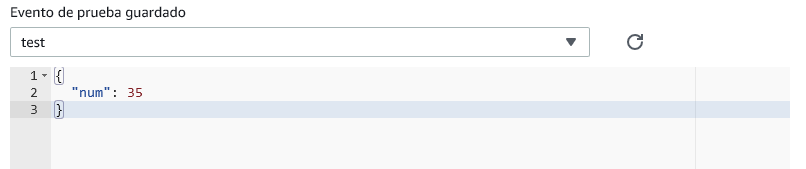 Evento de prueba guardado
test
1 {
2 "num": 35
3 }